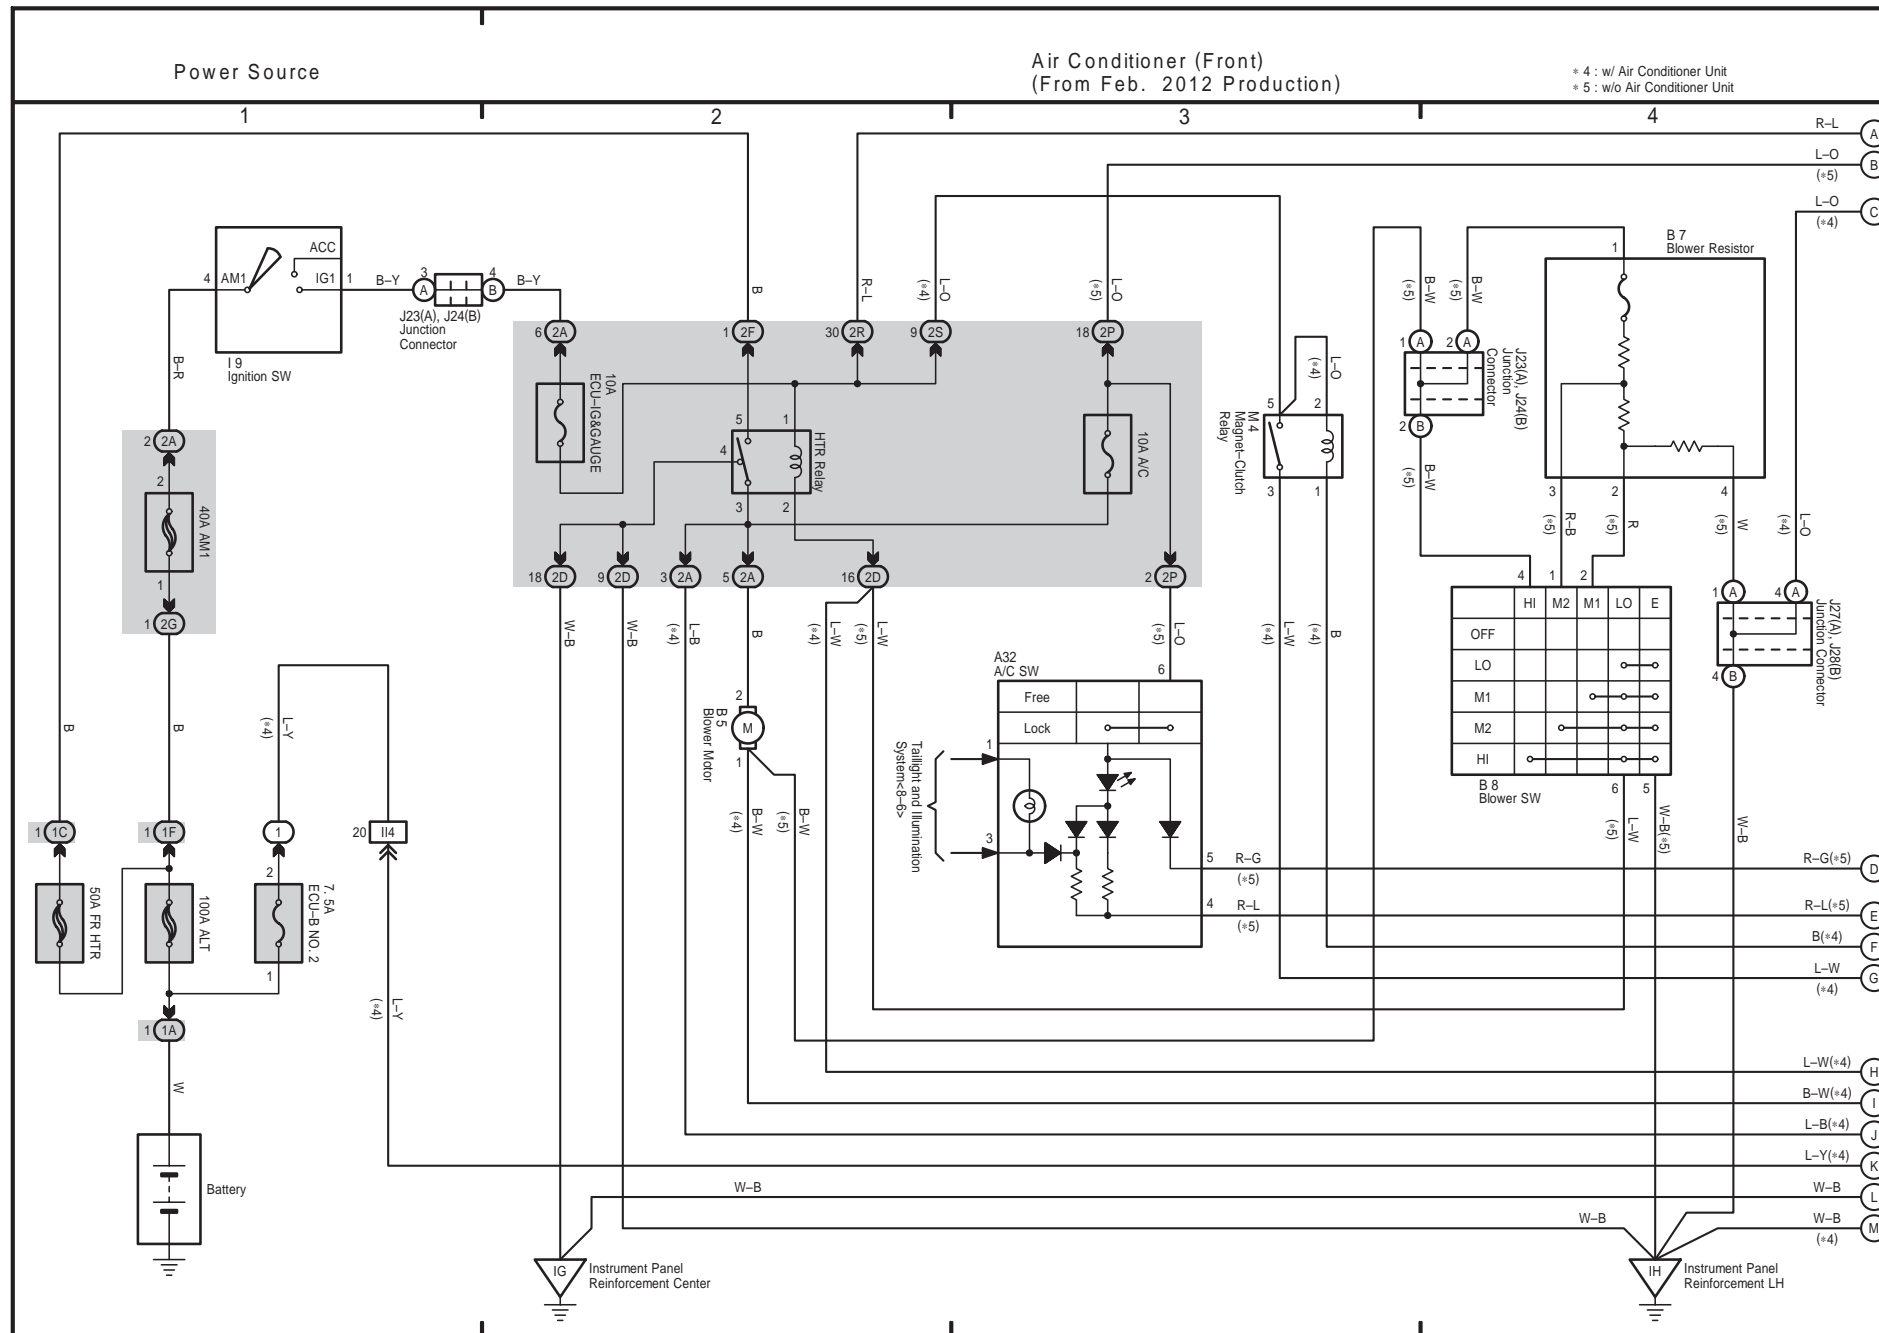 Power Source
Air Conditioner (Front)
(From Feb. 2012 Production)
* 4 : w/ Air Conditioner Unit
* 5 : w/o Air Conditioner Unit
1
2
3
4
R–L
A
L–O
(*5)
B
L–O
(*4)
C
ACC
4
AM1
IG1
1
I 9
Ignition SW
B–Y
3
A
4
B
B–Y
J23(A), J24(B)
Junction
Connector
B–R
B
R–L
L–O
(*4)
L–O
(*5)
6
2A
1
2F
30
2R
9
2S
18
2P
10A
ECU–IG&GAUGE
5
1
4
3
2
HTR Relay
10A A/C
18
2D
9
2D
3
2A
5
2A
16
2D
2
2P
L–O
(*4)
5
2
3
1
M 4
Magnet–Clutch
Relay
B–W
(*5)
B–W
(*5)
1
A
2
A
2
B
J23(A), J24(B)
Junction
Connector
B–W
(*5)
B 7
Blower Resistor
1
3
2
4
R–B
(*5)
R
(*5)
W
(*5)
L–O
(*4)
2
2A
2
40A AM1
1
1
2G
W–B
W–B
L–B
(*4)
B
L–W
(*4)
L–W
(*5)
L–O
(*5)
L–W
(*4)
B
(*4)
4
1
2
HI
M2
M1
LO
E
OFF
LO
M1
M2
HI
B 8
Blower SW
6
5
L–W
(*5)
W–B(*5)
1
A
4
A
4
B
J27(A), J28(B)
Junction Connector
W–B
A32
A/C SW
6
Free
Lock
1
3
Taillight and Illumination
System<8–6>
5
R–G
(*5)
4
R–L
(*5)
2
M
1
B 5
Blower Motor
B–W
(*4)
B–W
(*5)
B
B
L–Y
(*4)
1
1C
1
1F
1
20
II4
50A FR HTR
100A ALT
2
7. 5A
ECU–B NO. 2
1
L–Y
(*4)
1
1A
W
Battery
R–G(*5)
D
R–L(*5)
E
B(*4)
F
L–W
(*4)
G
L–W(*4)
H
B–W(*4)
I
L–B(*4)
J
L–Y(*4)
K
W–B
W–B
L
W–B
W–B
(*4)
M
IG
Instrument Panel
Reinforcement Center
IH
Instrument Panel
Reinforcement LH